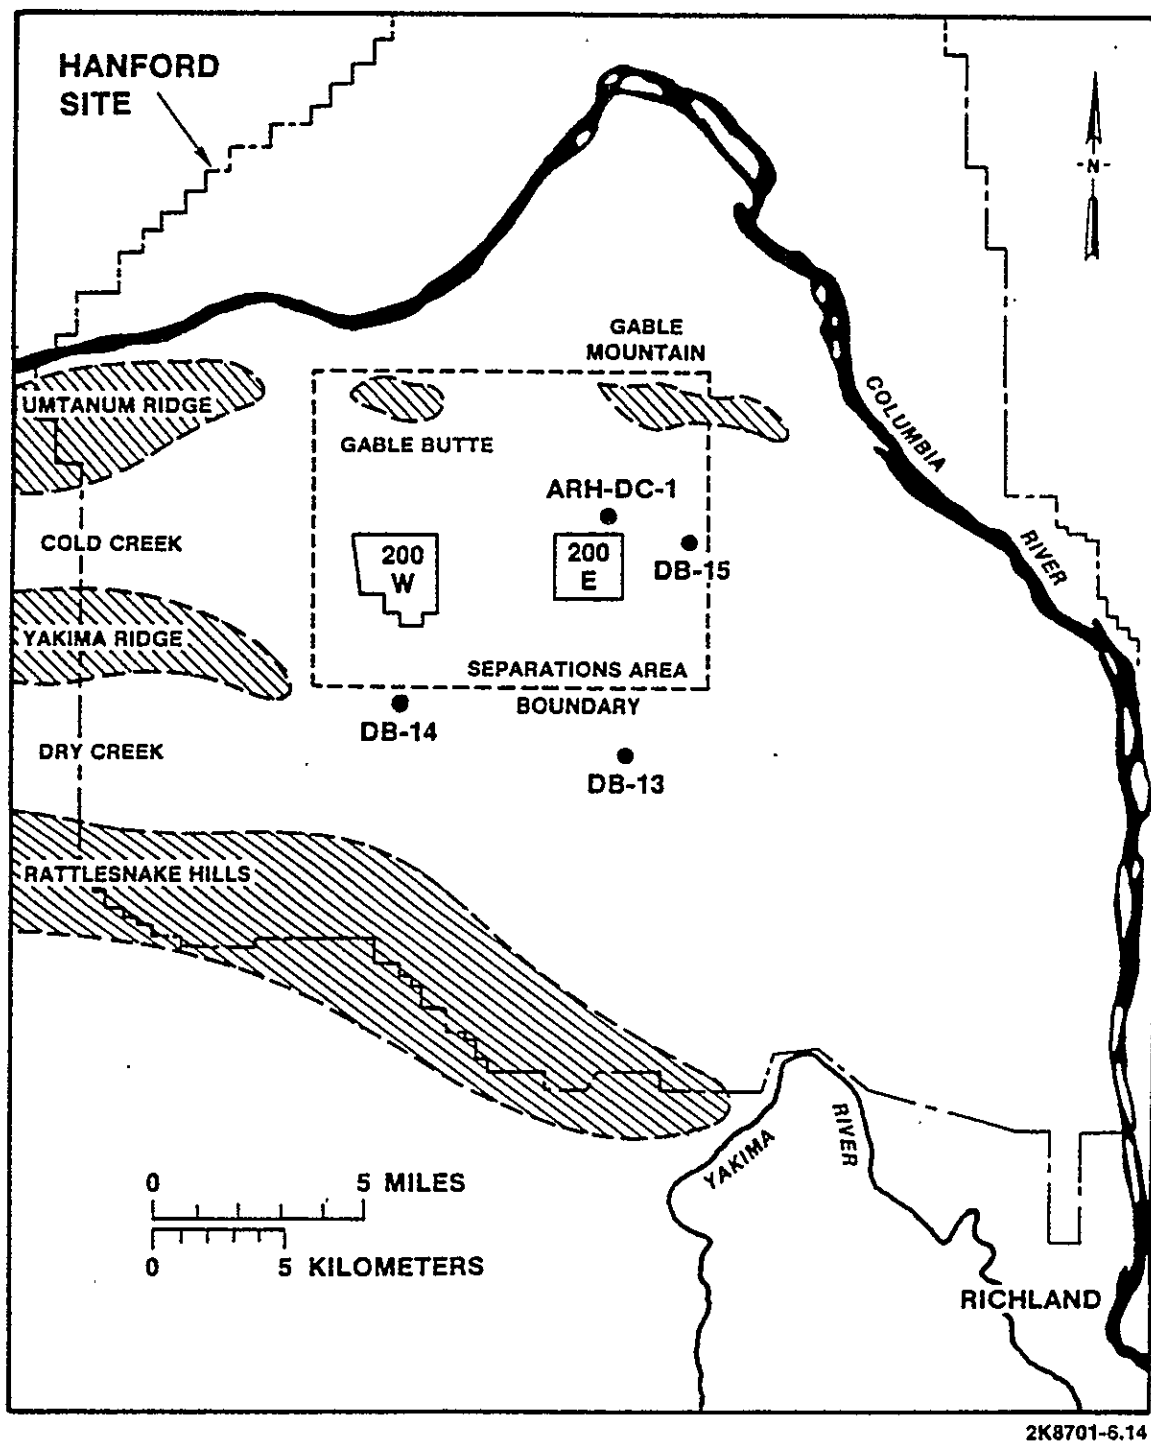 HANFORD
SITE
-N-
GABLE
MOUNTAIN
COLUMBIA
RIVER
UMTANUM RIDGE
GABLE BUTTE
ARH-DC-1
COLD CREEK
200
W
200
E
DB-15
YAKIMA RIDGE
SEPARATIONS AREA
BOUNDARY
DB-14
DRY CREEK
DB-13
RATTLESNAKE HILLS
YAKIMA
RIVER
0 5 MILES
0 5 KILOMETERS
RICHLAND
2K8701-6.14